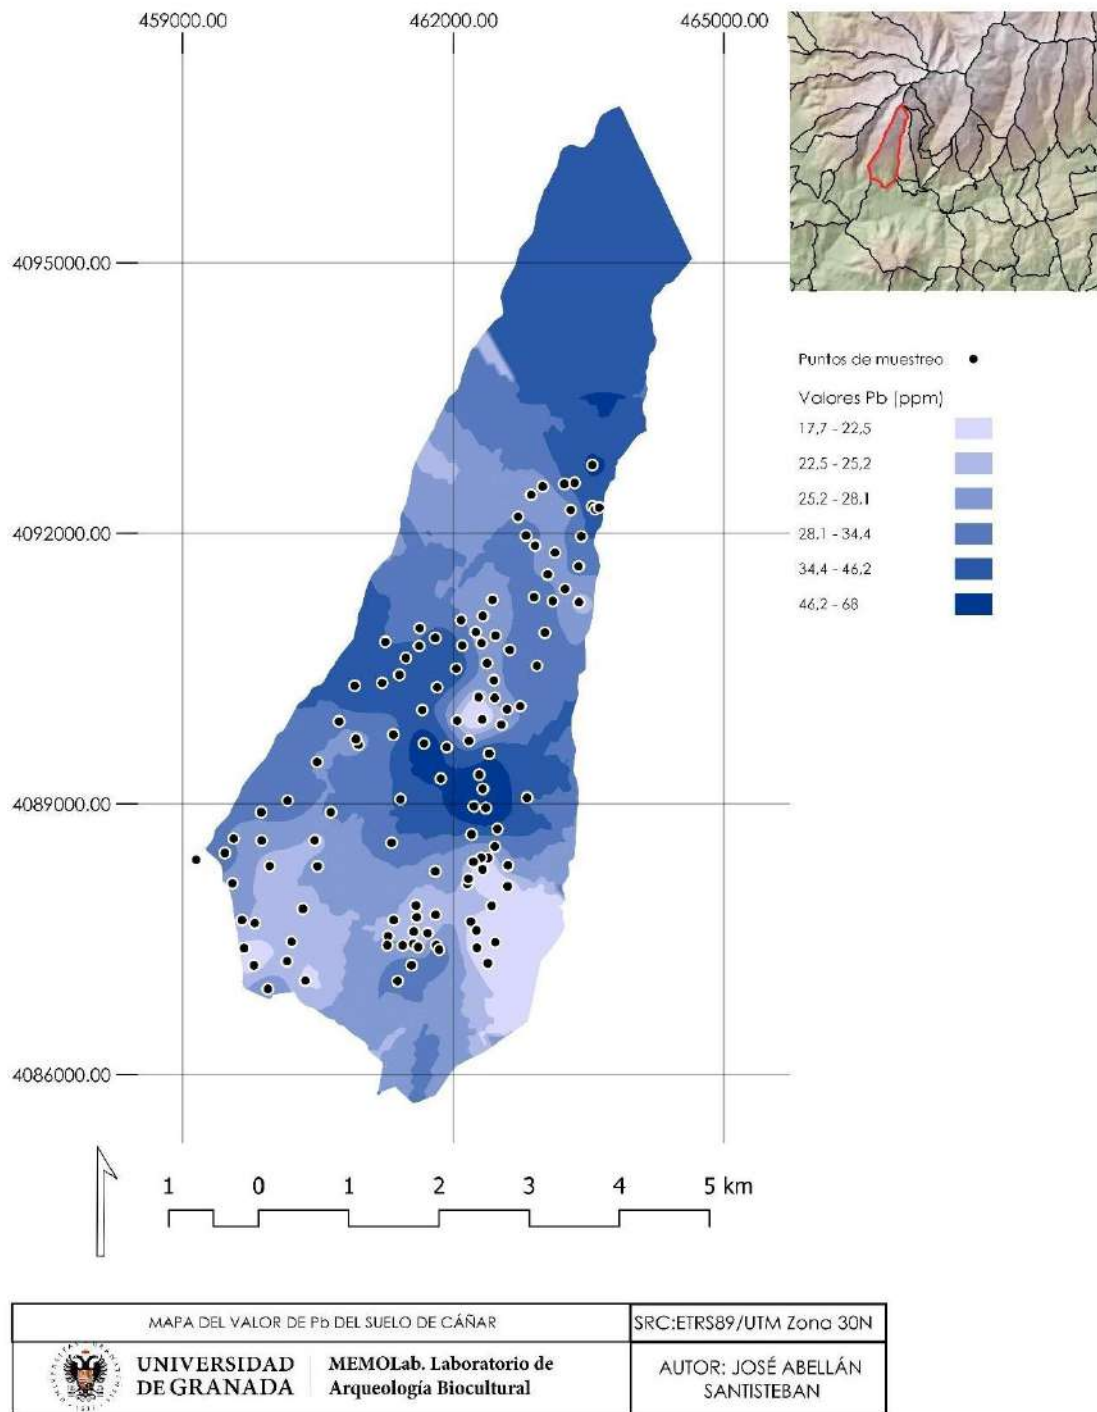 459000.00
462000.00
465000.00
4095000.00
4092000.00
4089000.00
4086000.00
Puntos de muestreo
Valores Pb (ppm)
17,7 - 22,5
22,5 - 25,2
25,2 - 28,1
28,1 - 34,4
34,4 - 46,2
46,2 - 68
1 0 1 2 3 4 5 km
MAPA DEL VALOR DE Pb DEL SUELO DE CÁÑAR
SRC:ETRS89/UTM Zona 30N
UNIVERSIDAD
DE GRANADA
MEMOLab. Laboratorio de
Arqueología Biocultural
AUTOR: JOSÉ ABELLÁN
SANTISTEBAN